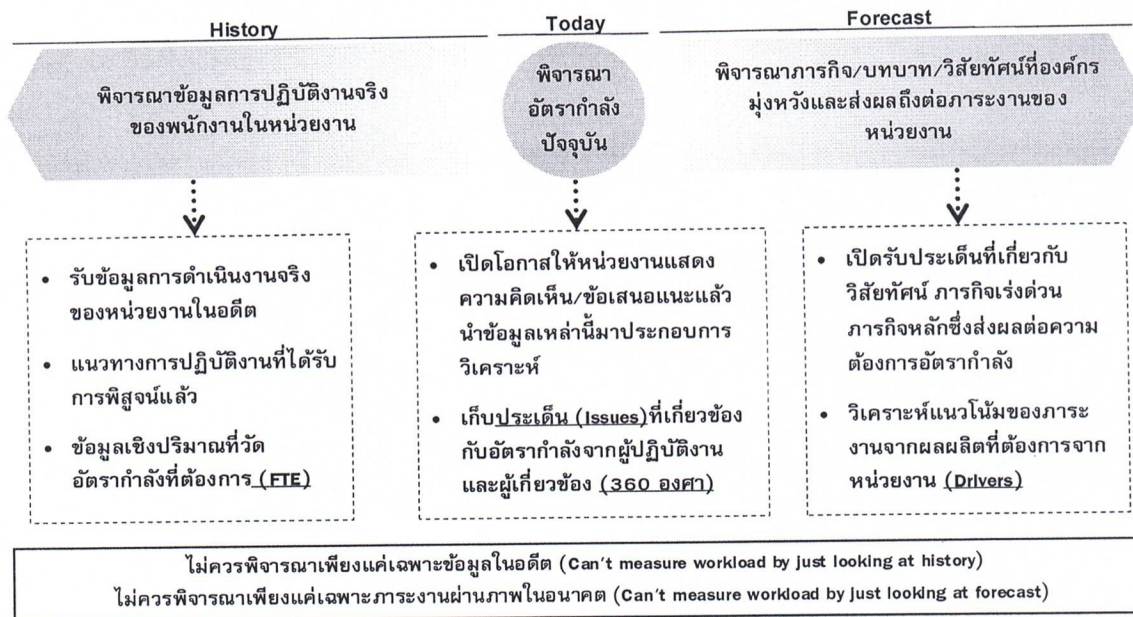 History
พิจารณาข้อมูลการปฏิบัติงานจริง
ของพนักงานในหน่วยงาน
Today
พิจารณา
อัตรากำลัง
ปัจจุบัน
Forecast
พิจารณาภารกิจ/บทบาท/วิสัยทัศน์ที่องค์กร
มุ่งหวังและส่งผลถึงต่อภาระงานของ
หน่วยงาน
• รับข้อมูลการดำเนินงานจริง
ของหน่วยงานในอดีต
• แนวทางการปฏิบัติงานที่ได้รับ
การพิสูจน์แล้ว
• ข้อมูลเชิงปริมาณที่วัด
อัตรากำลังที่ต้องการ (FTE)
• เปิดโอกาสให้หน่วยงานแสดง
ความคิดเห็น/ข้อเสนอแนะแล้ว
นำข้อมูลเหล่านี้มาประกอบการ
วิเคราะห์
• เก็บประเด็น (Issues)ที่เกี่ยวข้อง
กับอัตรากำลังจากผู้ปฏิบัติงาน
และผู้เกี่ยวข้อง (360 องศา)
• เปิดรับประเด็นที่เกี่ยวกับ
วิสัยทัศน์ ภารกิจเร่งด่วน
ภารกิจหลักซึ่งส่งผลต่อความ
ต้องการอัตรากำลัง
• วิเคราะห์แนวโน้มของภาระ
งานจากผลผลิตที่ต้องการจาก
หน่วยงาน (Drivers)
ไม่ควรพิจารณาเพียงแค่เฉพาะข้อมูลในอดีต (Can't measure workload by just looking at history)
ไม่ควรพิจารณาเพียงแค่เฉพาะภาระงานผ่านภาพในอนาคต (Can't measure workload by just looking at forecast)